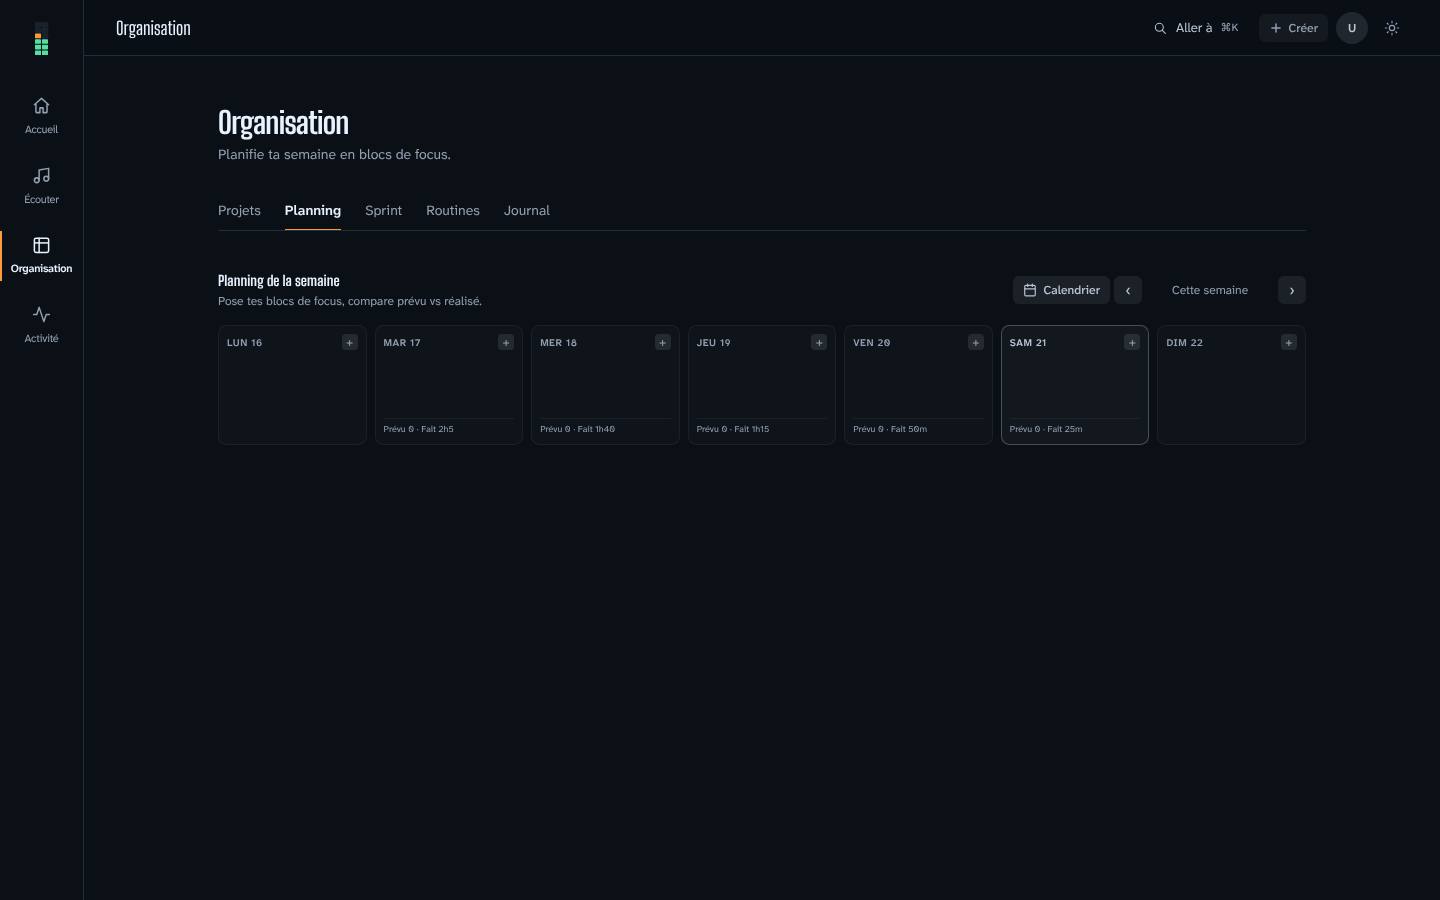 Organisation
Aller à ⌘K
+ Créer
U
Accueil
Écouter
Organisation
Activité
Organisation
Planifie ta semaine en blocs de focus.
Projets Planning Sprint Routines Journal
Planning de la semaine
Pose tes blocs de focus, compare prévu vs réalisé.
Calendrier ‹ Cette semaine ›
LUN 16 + MAR 17 + MER 18 + JEU 19 + VEN 20 + SAM 21 + DIM 22 +
Prévu 0 · Fait 2h5 Prévu 0 · Fait 1h40 Prévu 0 · Fait 1h15 Prévu 0 · Fait 50m Prévu 0 · Fait 25m